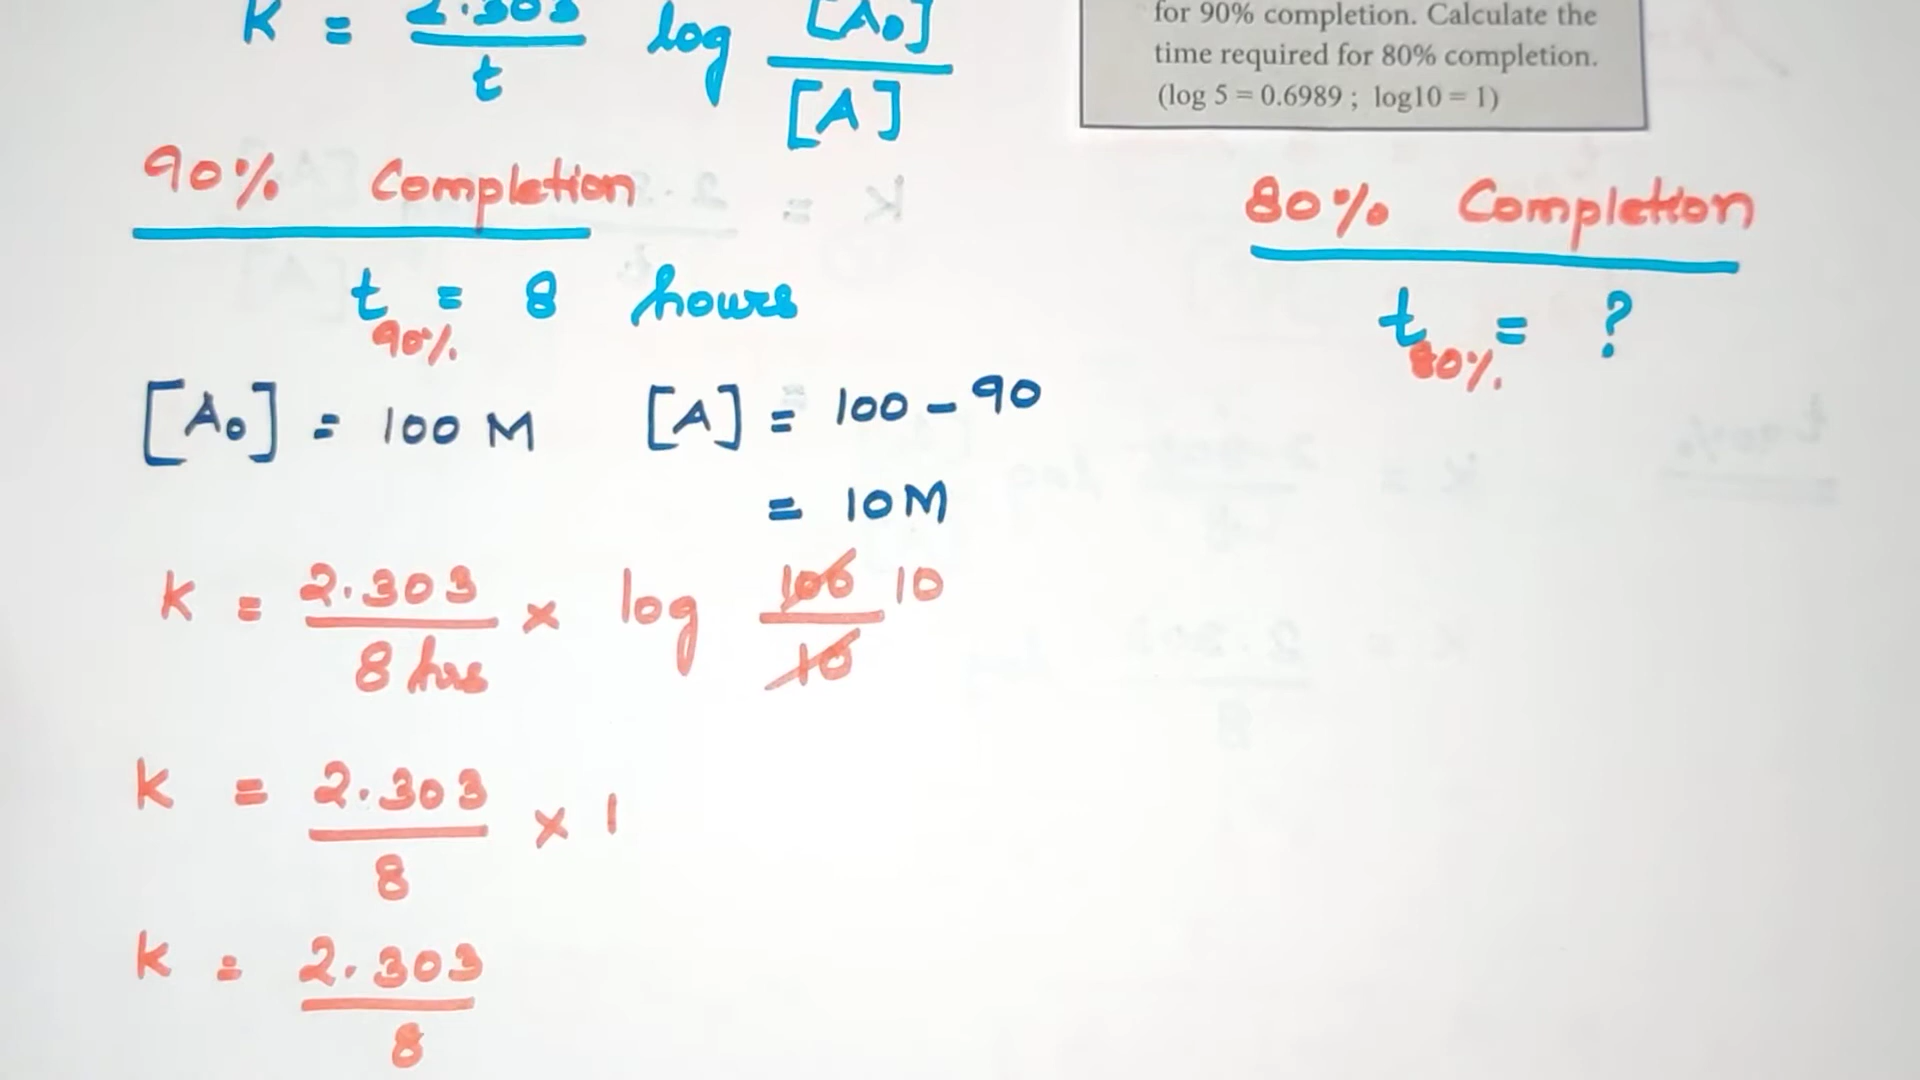 K = 2.303 / t log [A₀] / [A]
for 90% completion. Calculate the
time required for 80% completion.
(log 5 = 0.6989 ; log10 = 1)
90% Completion
t90% = 8 hours
[A₀] = 100 M [A] = 100 - 90
= 10M
k = 2.303 / 8 hrs × log 100 / 10 10
k = 2.303 / 8 × 1
k = 2.303 / 8
80% Completion
t80% = ?